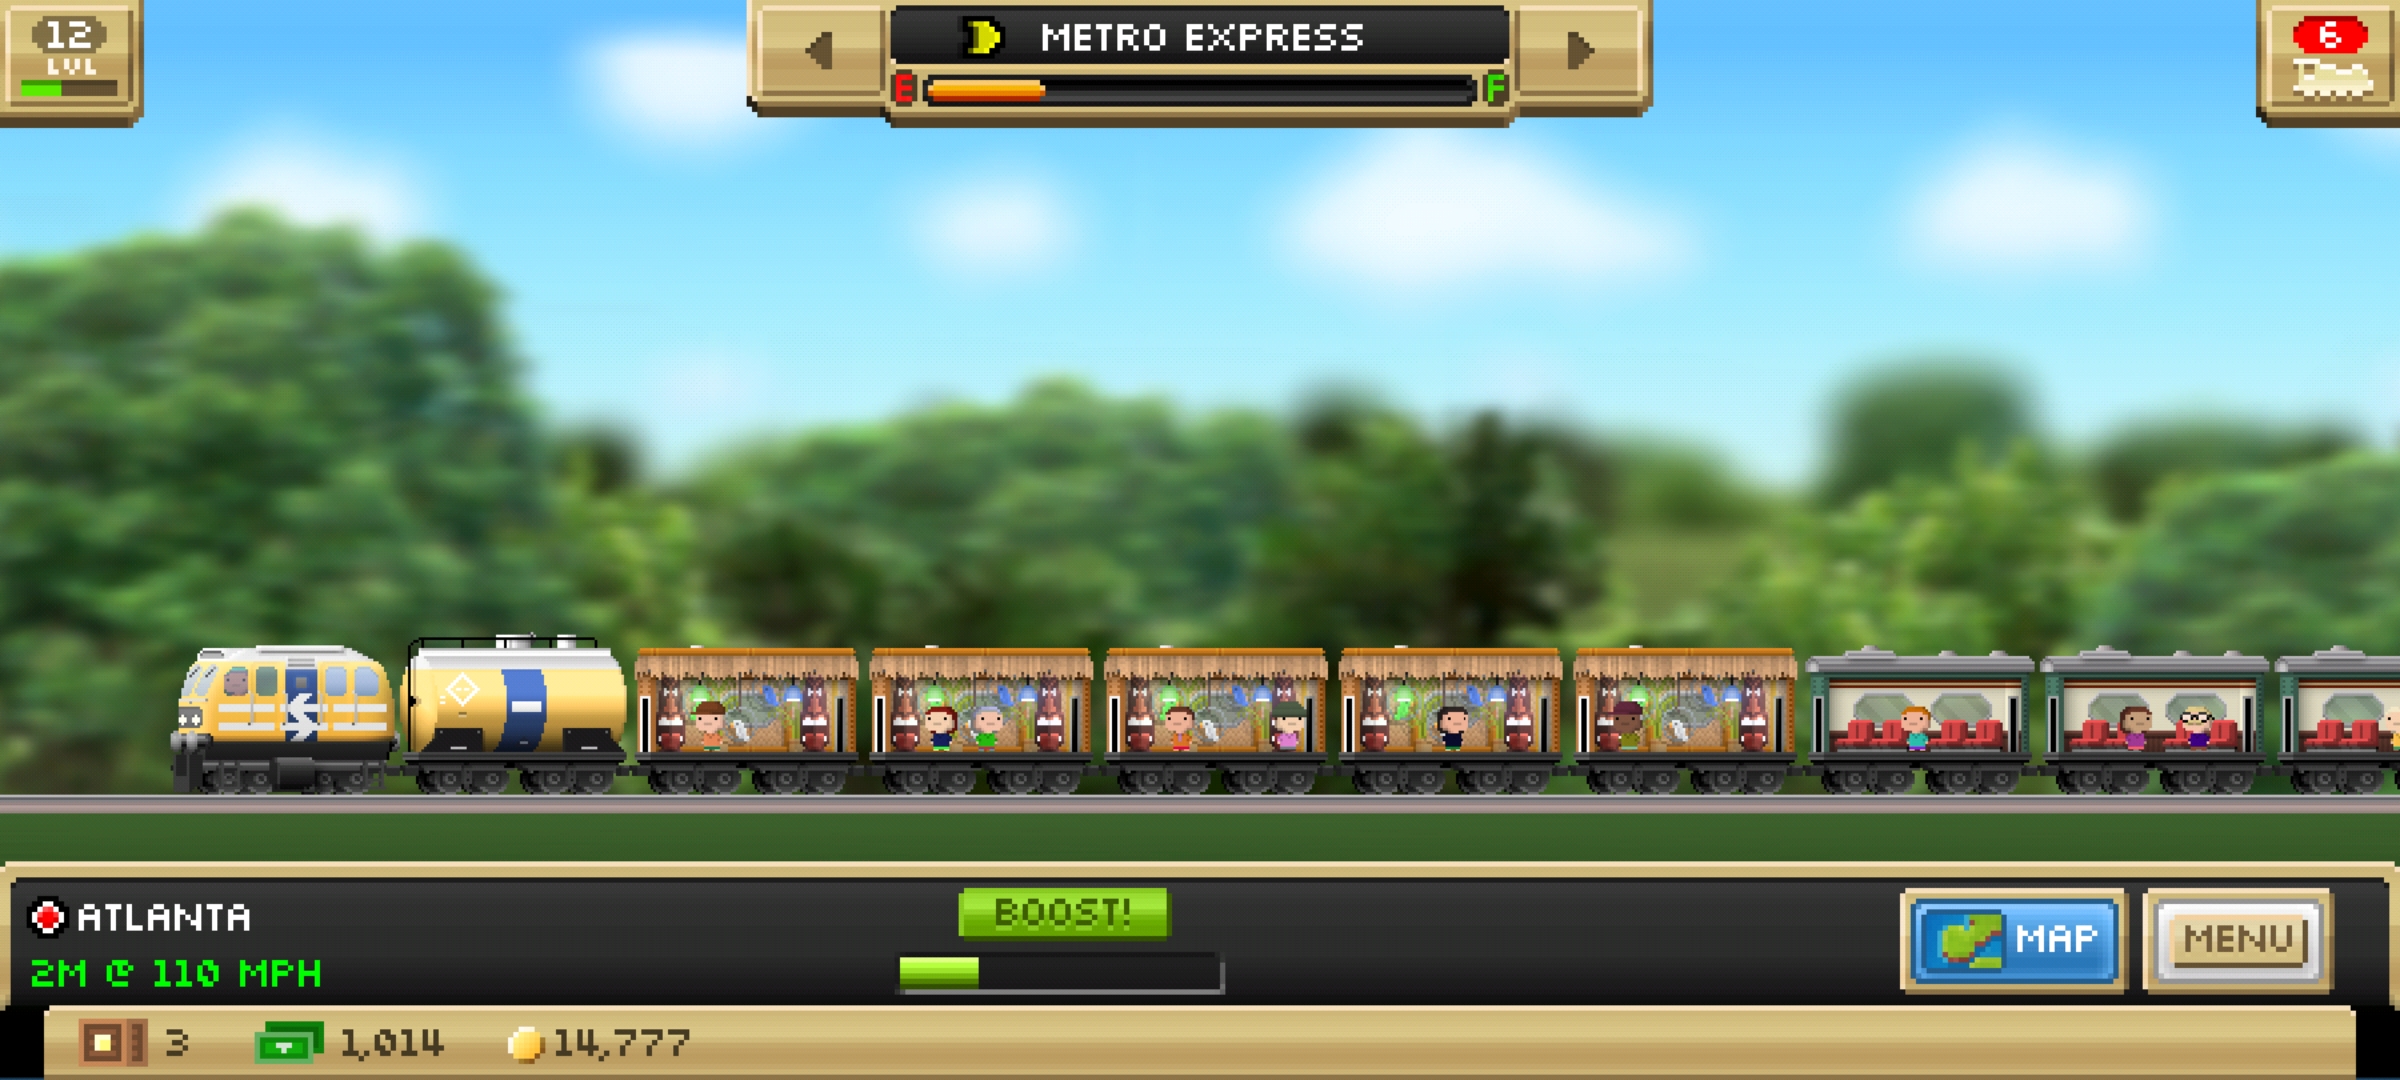 12
LVL
METRO EXPRESS
E F
6
ATLANTA
2M @ 110 MPH
BOOST!
MAP
MENU
3
1,014
14,777